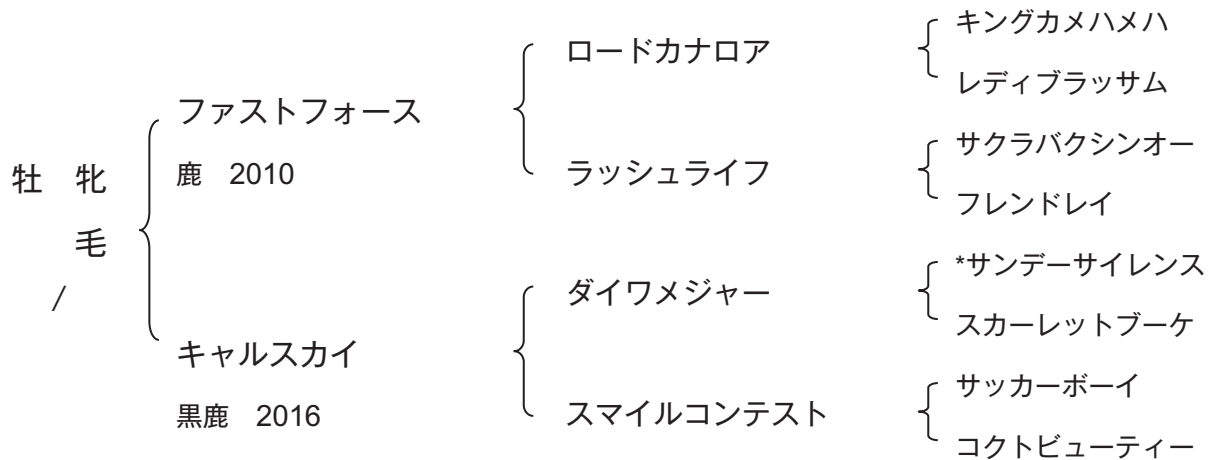 キングカメハメハ
ロードカナロア
レディブラッサム
ファストフォース
サクラバクシンオー
牡 牝
鹿 2010
ラッシュライフ
フレンドレイ
毛
*サンデーサイレンス
/
ダイワメジャー
スカーレットブーケ
キャルスカイ
サッカーボーイ
黒鹿 2016
スマイルコンテスト
コクトビューティー